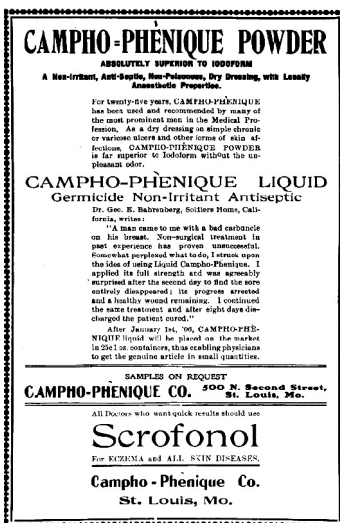 CAMPHO=PHÈNIQUE POWDER
ABSOLUTELY SUPERIOR TO IODOFORM
A Non-Irritant, Anti-Septic, Non-Poisonous, Dry Dressing, with Locally
Anaesthetic Properties.
For twenty-five years, CAMPHO-PHÈNIQUE
has been used and recommended by many of
the most prominent men in the Medical Pro-
fession. As a dry dressing on simple chronic
or varicose ulcers and other forms of skin af-
fections, CAMPHO-PHÈNIQUE POWDER
is far superior to Iodoform without the un-
pleasant odor.
CAMPHO-PHÈNIQUE LIQUID
Germicide Non-Irritant Antiseptic
Dr. Geo. E. Bahrenberg, Soldiers Home, Cali-
fornia, writes:
"A man came to me with a bad carbuncle
on his breast. Non-surgical treatment in
past experience has proven unsuccessful.
Somewhat perplexed what to do, I struck upon
the idea of using Liquid Campho-Phenique. I
applied its full strength and was agreeably
surprised after the second day to find the sore
entirely disappeared; its progress arrested
and a healthy wound remaining. I continued
the same treatment and after eight days dis-
charged the patient cured."
After January 1st, '06, CAMPHO-PHÈ-
NIQUE liquid will be placed on the market
in 25c 1 oz. containers, thus enabling physicians
to get the genuine article in small quantities.
SAMPLES ON REQUEST
CAMPHO-PHÈNIQUE CO. 500 N. Second Street,
St. Louis, Mo.
All Doctors who want quick results should use
Scrofonol
For ECZEMA and ALL SKIN DISEASES.
Campho-Phenique Co.
St. Louis, Mo.